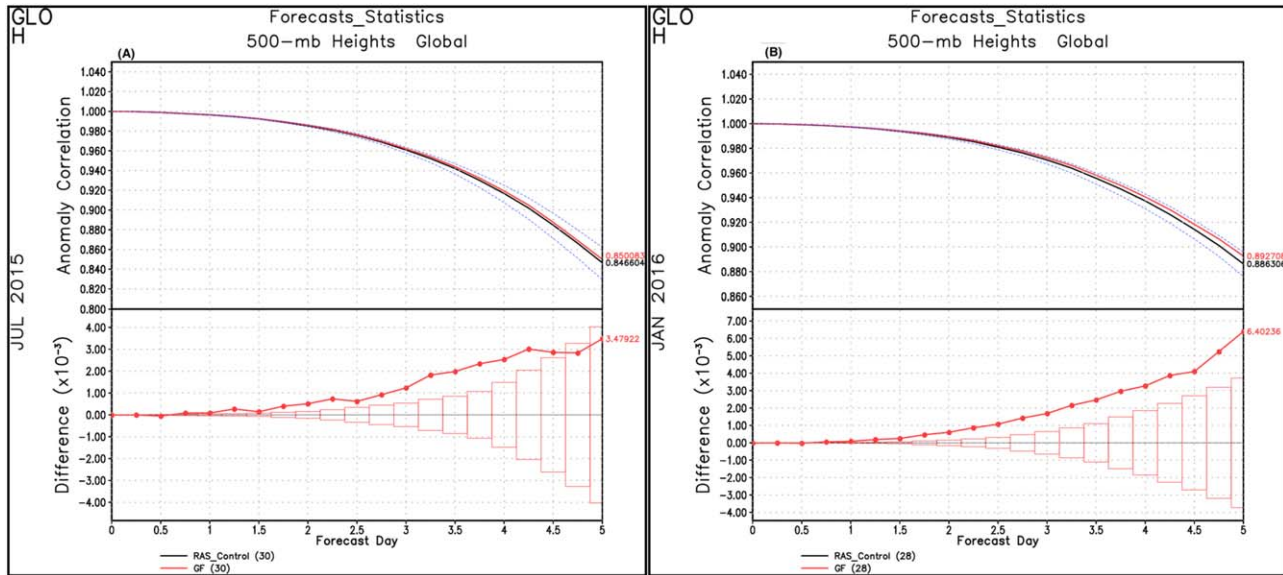 GLO
H
Forecasts_Statistics
(A)
500-mb Heights Global
Anomaly Correlation
1.040
1.020
1.000
0.980
0.960
0.940
0.920
0.900
0.880
0.860
0.840
0.820
0.800
0.850083
0.846604
JUL 2015
Difference (x10⁻³)
4.00
3.00
2.00
1.00
0.00
-1.00
-2.00
-3.00
-4.00
3.47922
0 0.5 1 1.5 2 2.5 3 3.5 4 4.5 5
Forecast Day
RAS_Control (30)
GF (30)
GLO
H
Forecasts_Statistics
(B)
500-mb Heights Global
Anomaly Correlation
1.040
1.020
1.000
0.980
0.960
0.940
0.920
0.900
0.880
0.860
0.892708
0.886306
JAN 2016
Difference (x10⁻³)
7.00
6.00
5.00
4.00
3.00
2.00
1.00
0.00
-1.00
-2.00
-3.00
-4.00
6.40236
0 0.5 1 1.5 2 2.5 3 3.5 4 4.5 5
Forecast Day
RAS_Control (28)
GF (28)